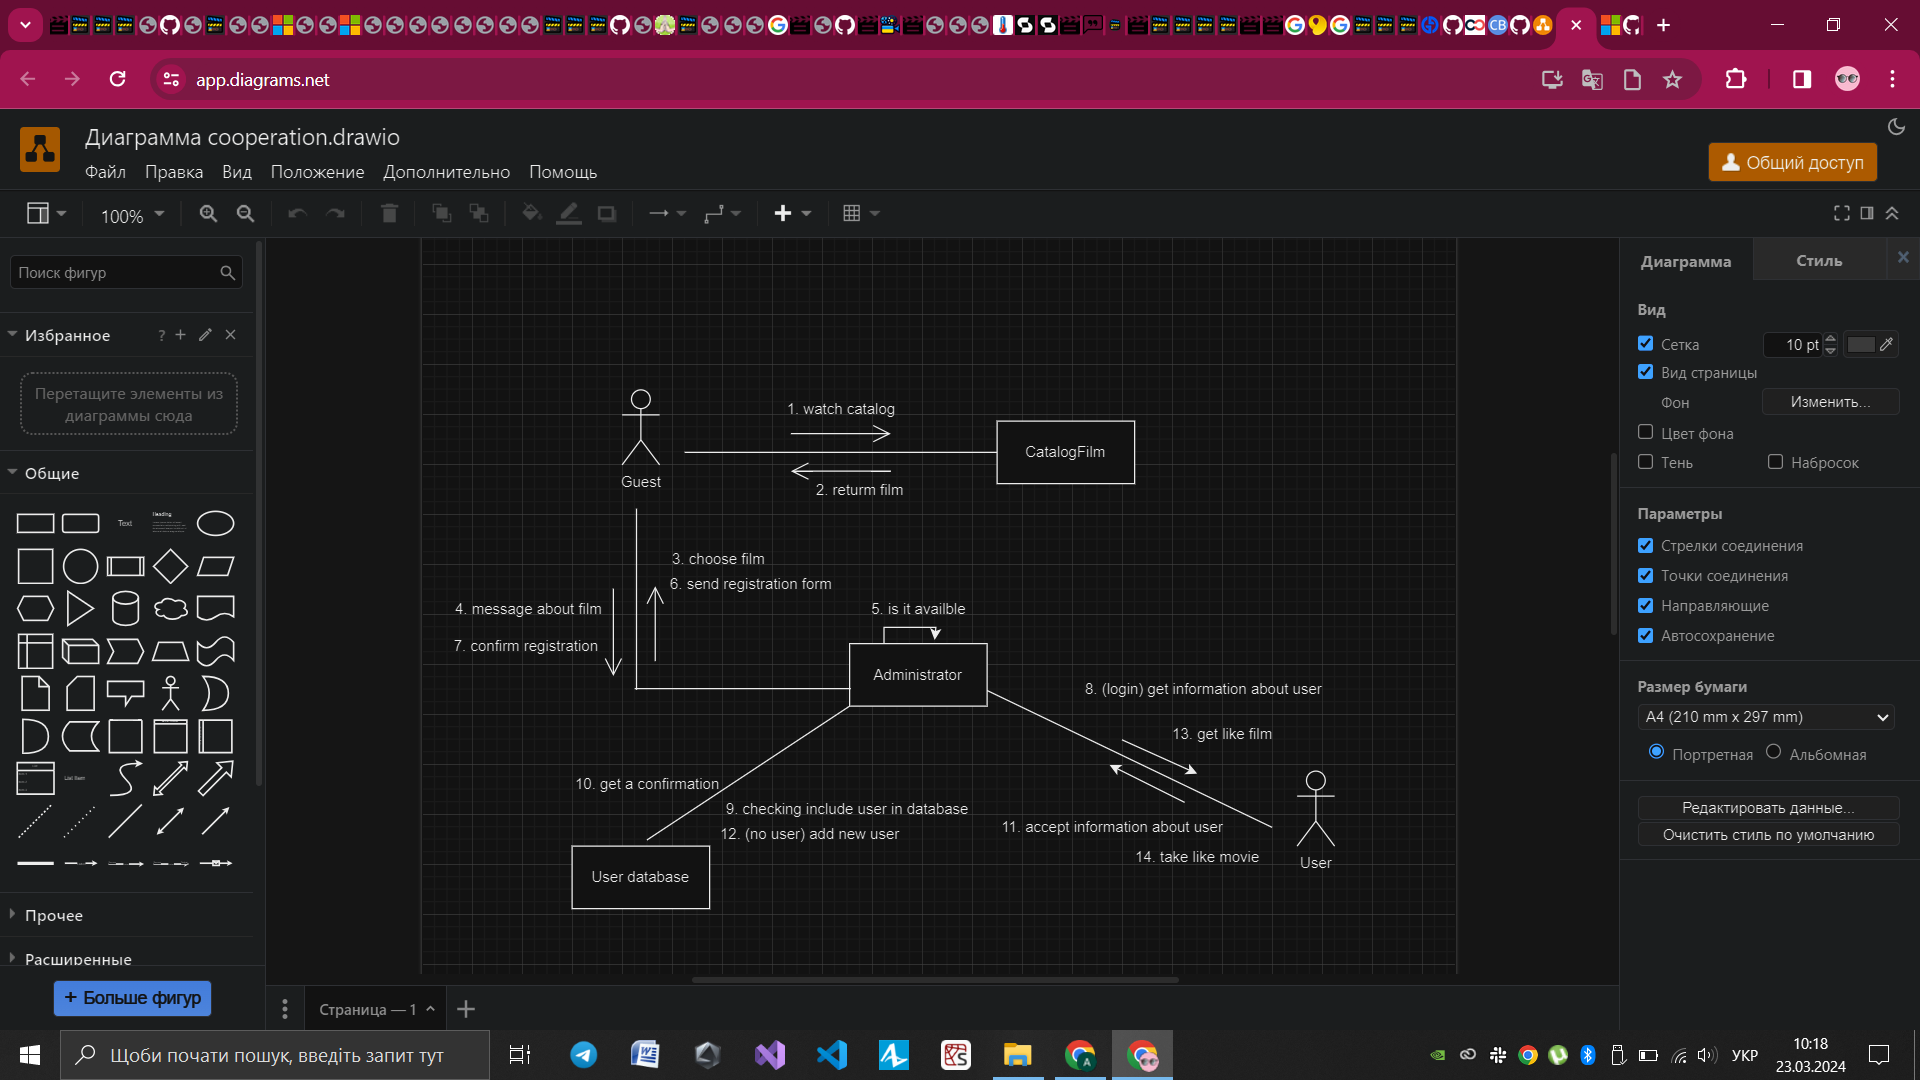 app.diagrams.net
Диаграмма cooperation.drawio
Файл Правка Вид Положение Дополнительно Помощь
Общий доступ
100%
Поиск фигур
Избранное
?
Перетащите элементы из
диаграммы сюда
Общие
Text
Heading
List Item
Прочее
Расширенные
+ Больше фигур
1. watch catalog
CatalogFilm
2. returm film
Guest
3. choose film
6. send registration form
4. message about film
7. confirm registration
5. is it availble
Administrator
8. (login) get information about user
13. get like film
10. get a confirmation
9. checking include user in database
12. (no user) add new user
11. accept information about user
14. take like movie
User
User database
Страница — 1
Диаграмма
Стиль
Вид
Сетка
10 pt
Вид страницы
Фон
Изменить...
Цвет фона
Тень
Набросок
Параметры
Стрелки соединения
Точки соединения
Направляющие
Автосохранение
Размер бумаги
A4 (210 mm x 297 mm)
Портретная
Альбомная
Редактировать данные...
Очистить стиль по умолчанию
Щоби почати пошук, введіть запит тут
УКР
10:18
23.03.2024